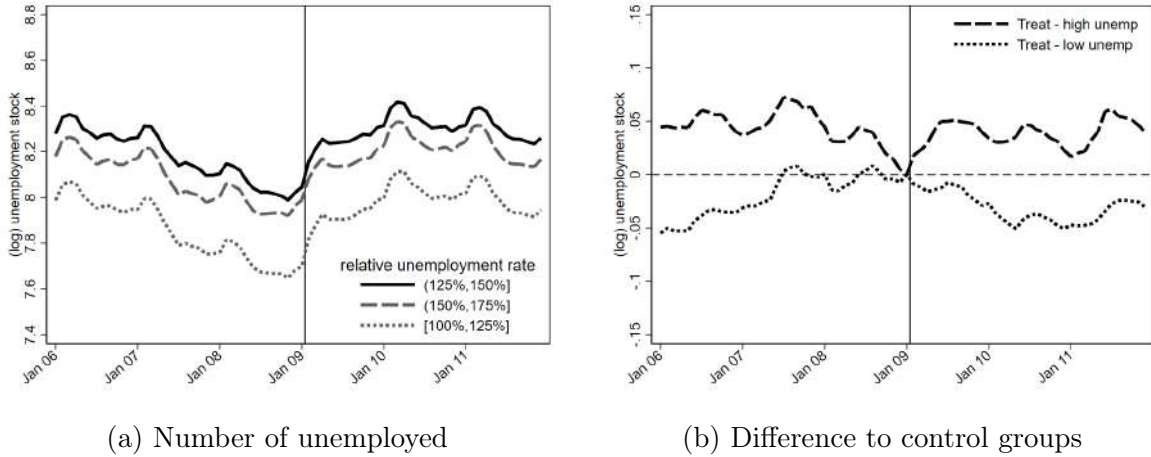 (log) unemployment stock
8.8
8.6
8.4
8.2
8
7.8
7.6
7.4
relative unemployment rate
(125%,150%]
(150%,175%]
[100%,125%]
Jan 06
Jan 07
Jan 08
Jan 09
Jan 10
Jan 11
(a) Number of unemployed
(log) unemployment stock
.15
.1
.05
0
-.05
-.1
-.15
Treat - high unemp
Treat - low unemp
Jan 06
Jan 07
Jan 08
Jan 09
Jan 10
Jan 11
(b) Difference to control groups